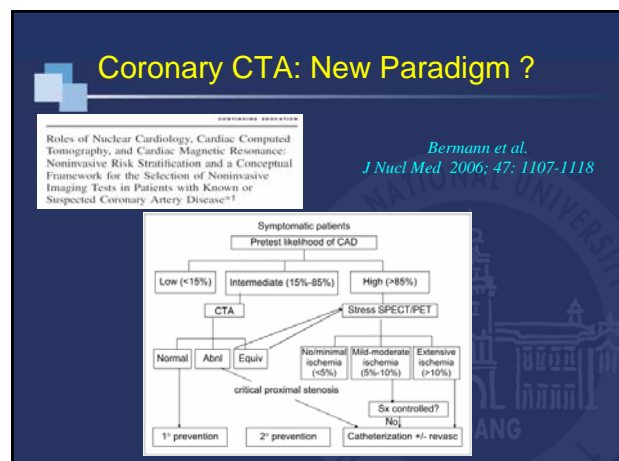 Coronary CTA: New Paradigm ?
CONTINUING EDUCATION
Roles of Nuclear Cardiology, Cardiac Computed
Tomography, and Cardiac Magnetic Resonance:
Noninvasive Risk Stratification and a Conceptual
Framework for the Selection of Noninvasive
Imaging Tests in Patients with Known or
Suspected Coronary Artery Disease*†
Bermann et al.
J Nucl Med 2006; 47: 1107-1118
Symptomatic patients
Pretest likelihood of CAD
Low (<15%) Intermediate (15%-85%) High (>85%)
CTA Stress SPECT/PET
Normal Abnl Equiv
No/minimal ischemia (<5%)
Mild-moderate ischemia (5%-10%)
Extensive ischemia (>10%)
critical proximal stenosis
Sx controlled?
No
1° prevention 2° prevention Catheterization +/- revasc
NATIONAL UNIVER
ANG